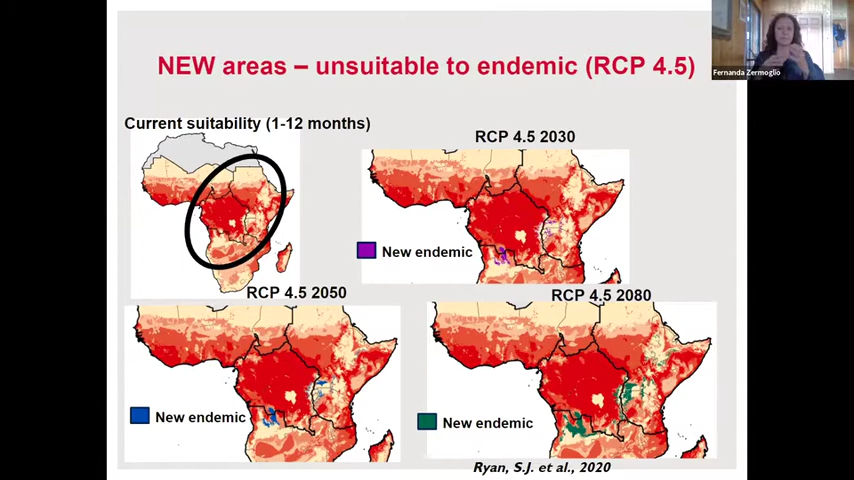 NEW areas – unsuitable to endemic (RCP 4.5)
Fernanda Zermoglio
Current suitability (1-12 months)
RCP 4.5 2030
New endemic
RCP 4.5 2050
RCP 4.5 2080
New endemic
New endemic
Ryan, S.J. et al., 2020